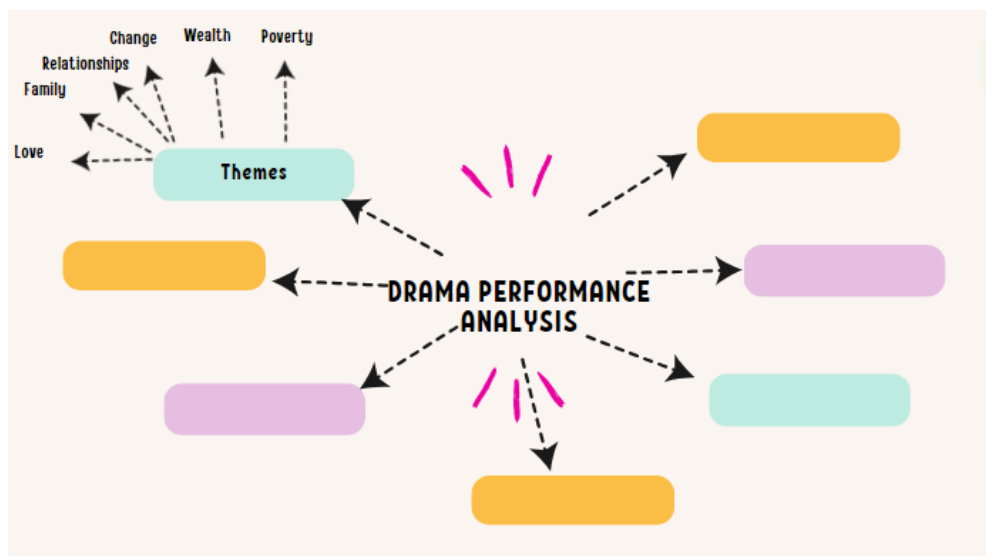 Change
Wealth
Poverty
Relationships
Family
Love
Themes
DRAMA PERFORMANCE
ANALYSIS